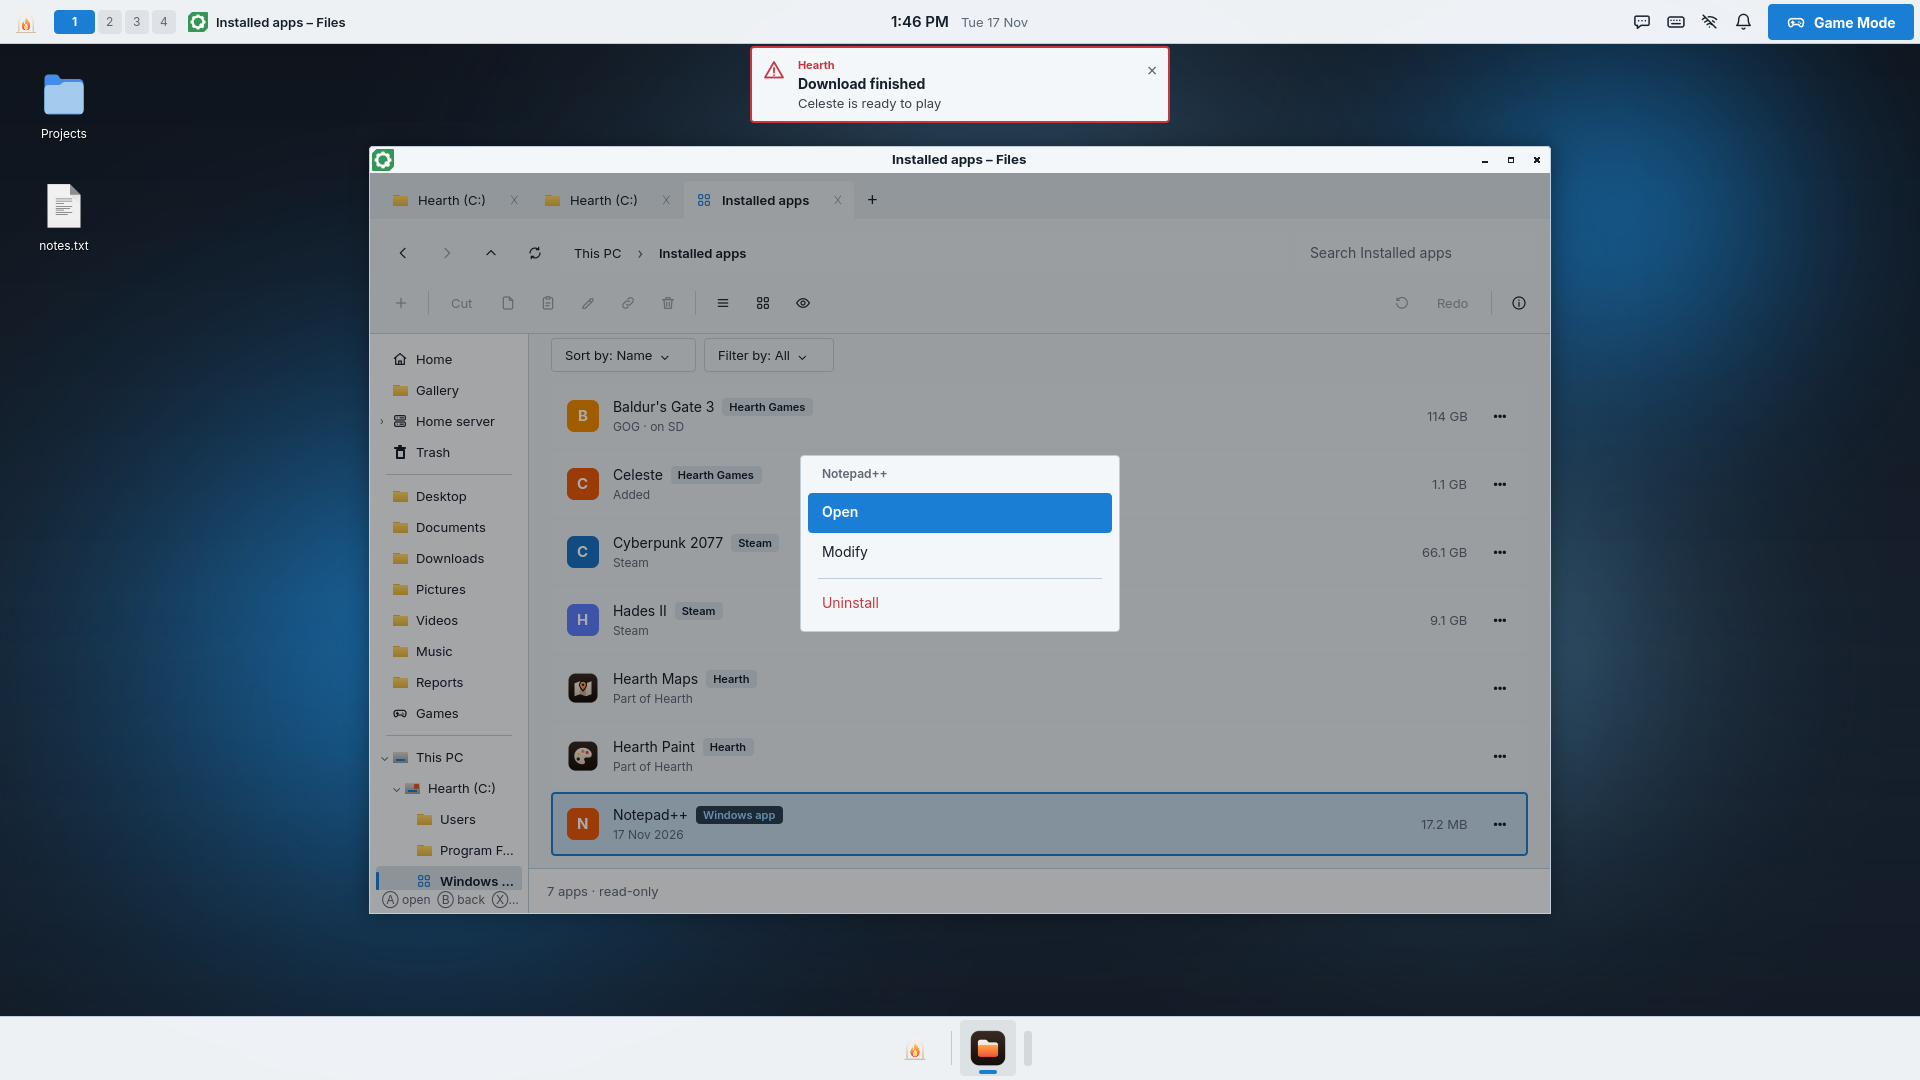 1 2 3 4 Installed apps – Files 1:46 PM Tue 17 Nov Game Mode
Hearth
Download finished
Celeste is ready to play
Projects
notes.txt
Installed apps – Files
Hearth (C:) Hearth (C:) Installed apps +
This PC › Installed apps Search Installed apps
Cut Redo
Home
Gallery
Home server
Trash
Desktop
Documents
Downloads
Pictures
Videos
Music
Reports
Games
This PC
Hearth (C:)
Users
Program F...
Windows ...
A open B back X...
Sort by: Name Filter by: All
B Baldur's Gate 3 Hearth Games 114 GB
GOG · on SD
C Celeste Hearth Games 1.1 GB
Added
C Cyberpunk 2077 Steam 66.1 GB
Steam
H Hades II Steam 9.1 GB
Steam
Hearth Maps Hearth
Part of Hearth
Hearth Paint Hearth
Part of Hearth
N Notepad++ Windows app 17.2 MB
17 Nov 2026
7 apps · read-only
Notepad++
Open
Modify
Uninstall